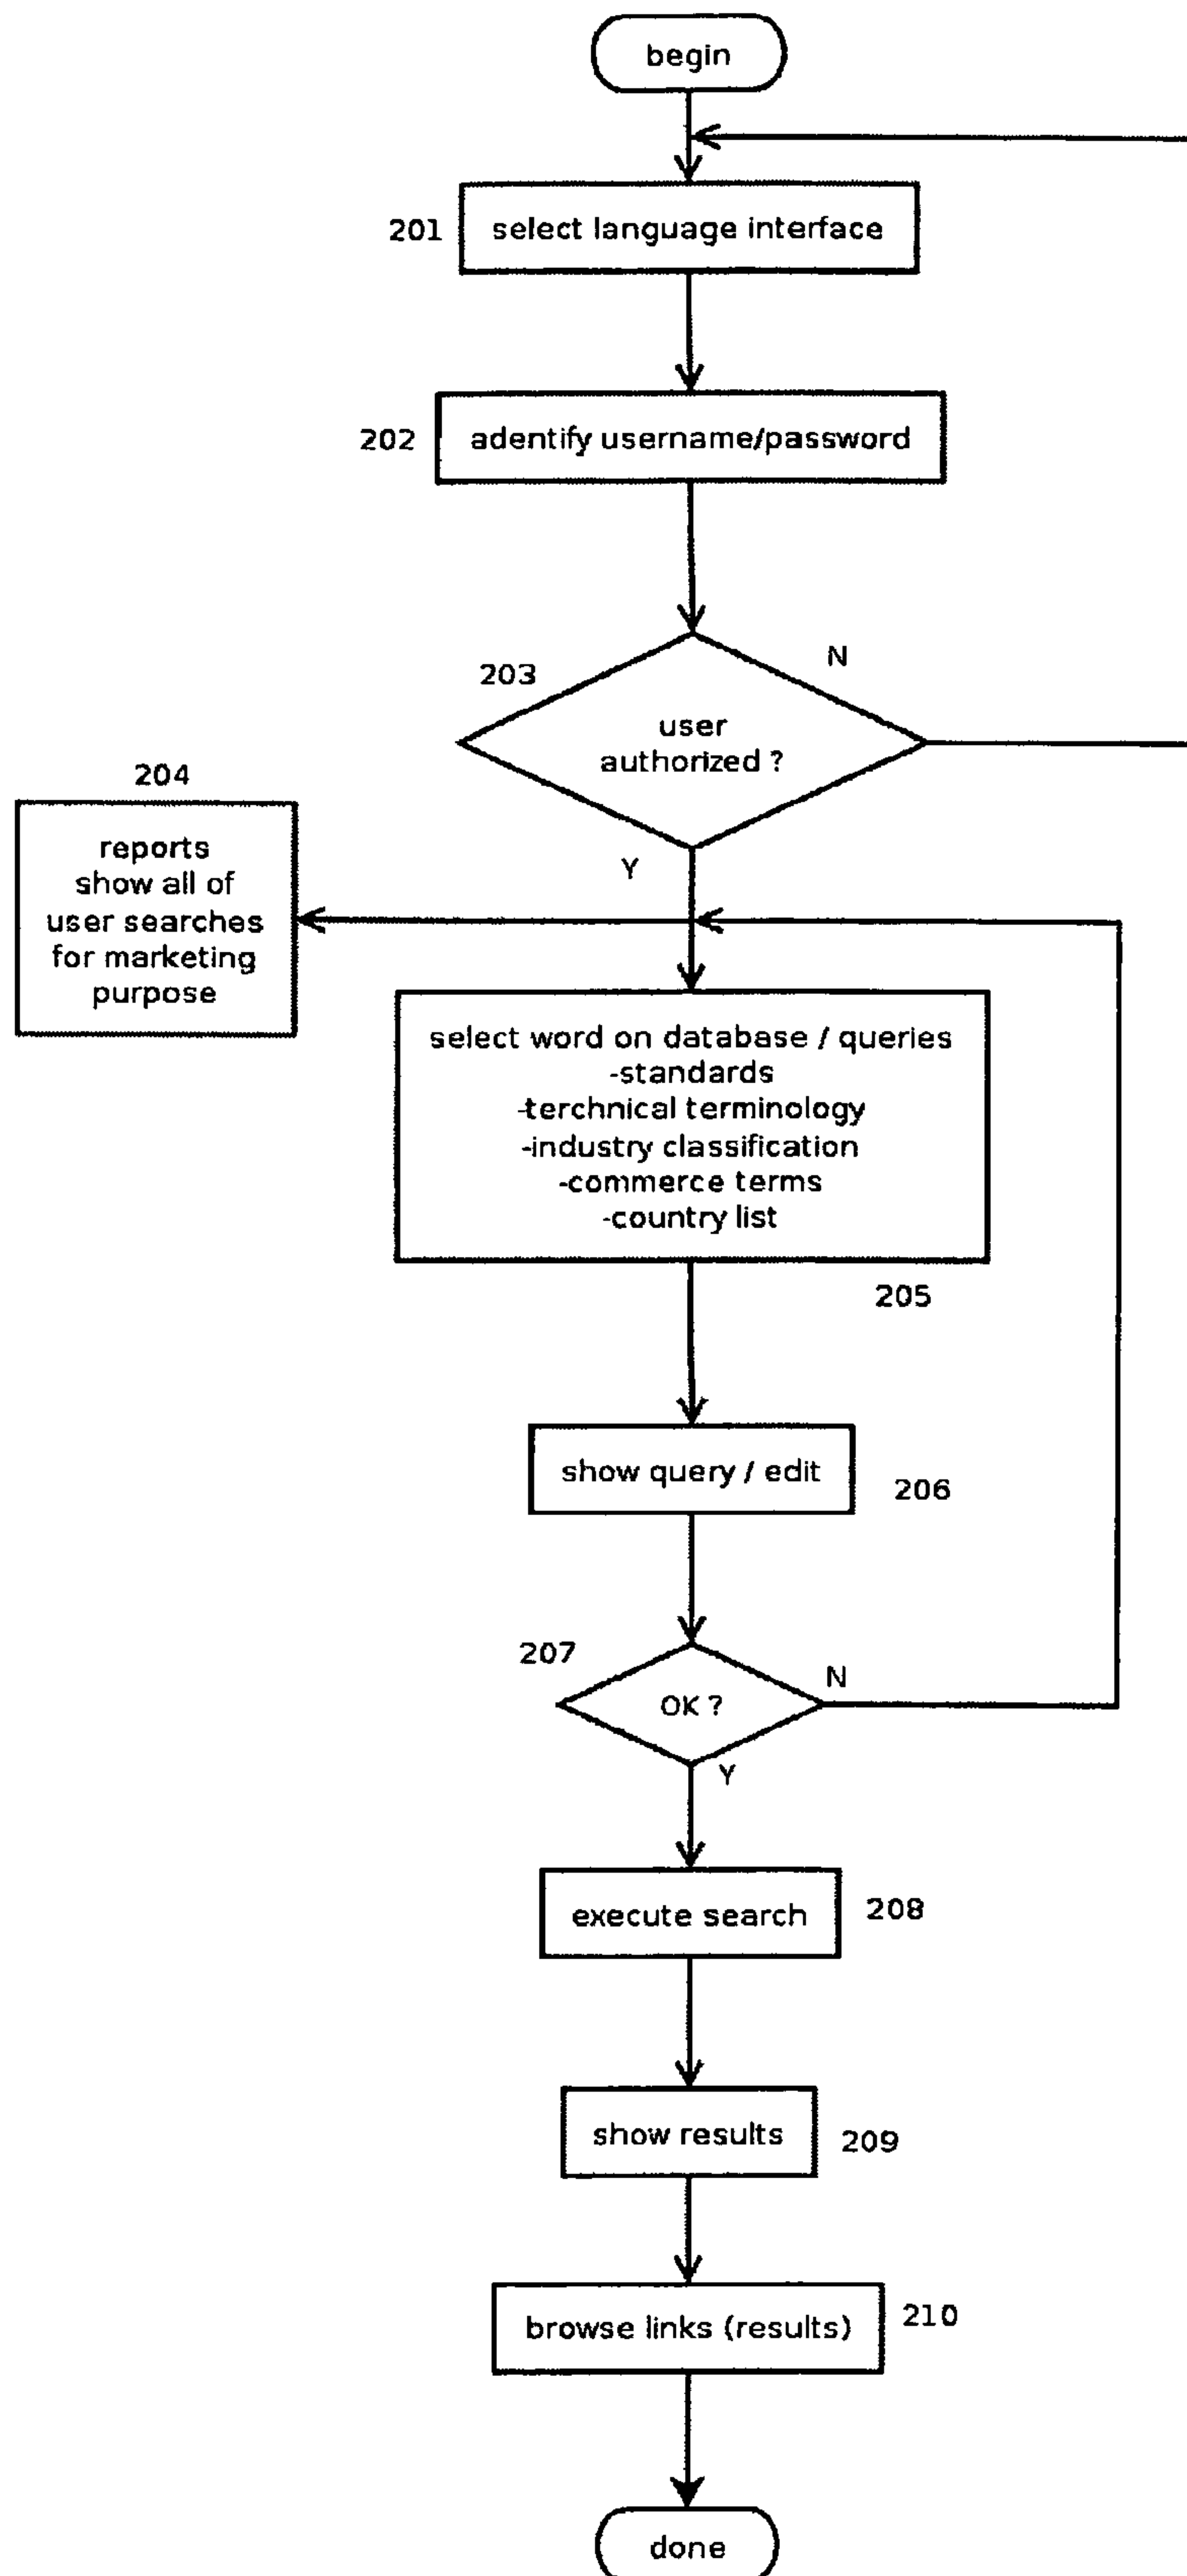 begin
201
select language interface
202
adentify username/password
203
N
user
authorized ?
204
Y
reports
show all of
user searches
for marketing
purpose
select word on database / queries
-standards
-terchnical terminology
-industry classification
-commerce terms
-country list
205
show query / edit
206
207
N
OK ?
Y
execute search
208
show results
209
browse links (results)
210
done